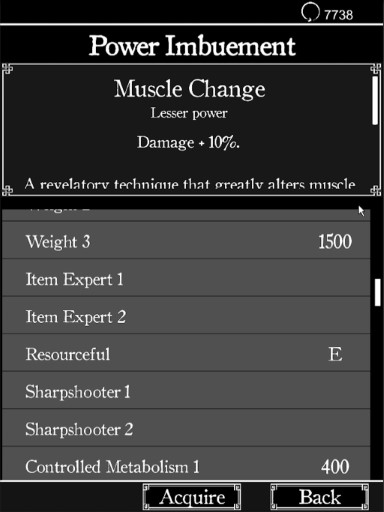 7738
Power Imbuement
Muscle Change
Lesser power
Damage + 10%.
A revelatory technique that greatly alters muscle
Weight 3 1500
Item Expert 1
Item Expert 2
Resourceful E
Sharpshooter 1
Sharpshooter 2
Controlled Metabolism 1 400
Acquire Back